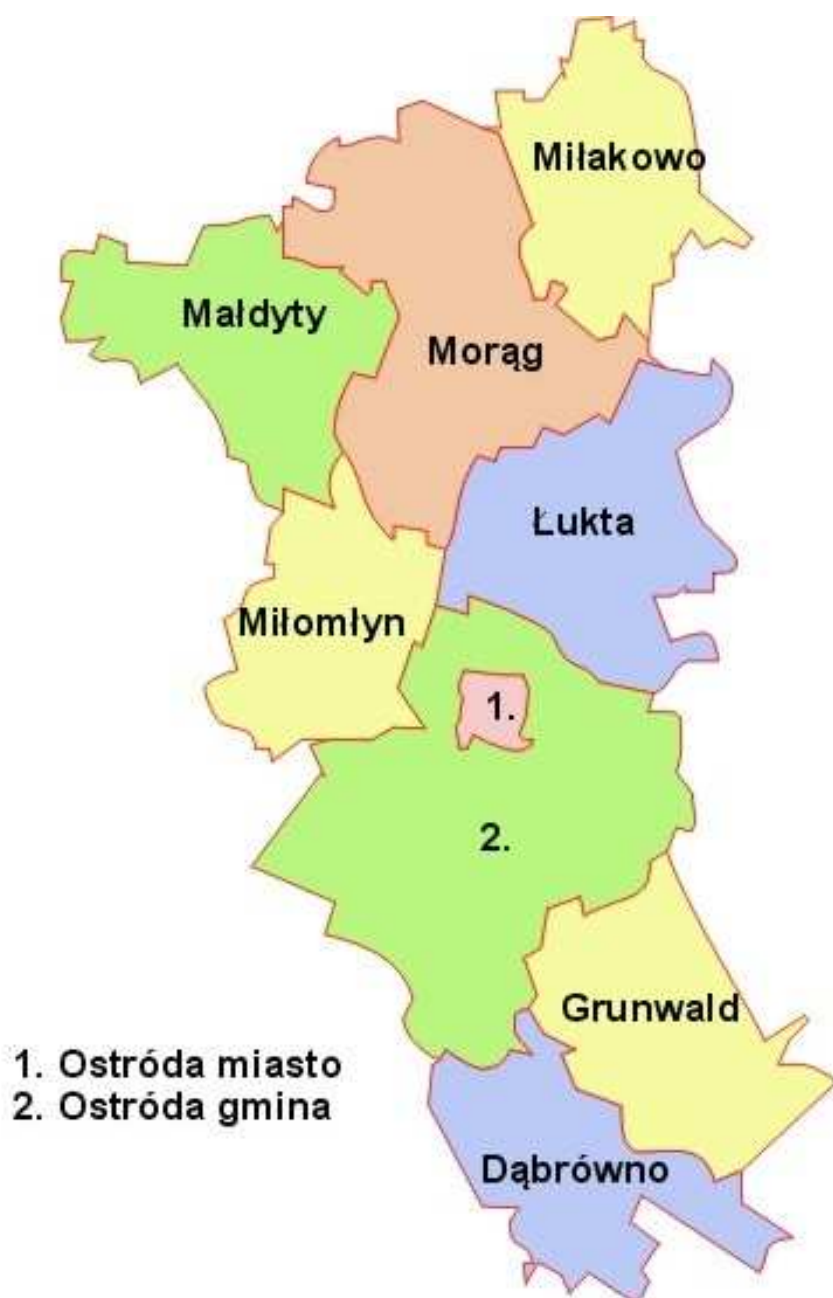 Miłakowo
Małdyty
Morąg
Łukta
Miłomłyn
1.
2.
Grunwald
1. Ostróda miasto
2. Ostróda gmina
Dąbrówno